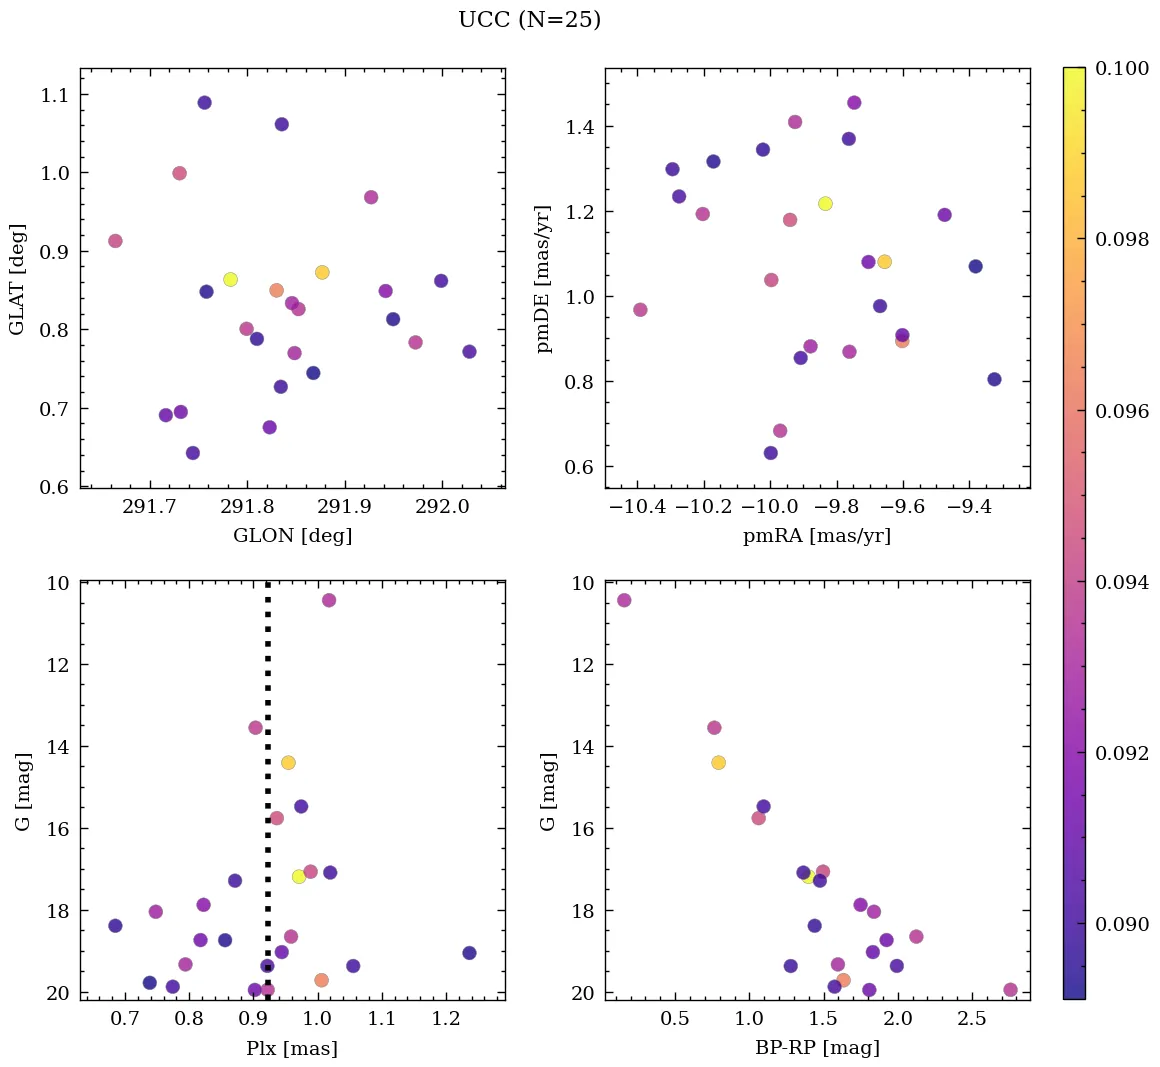 UCC (N=25)
1.1
1.0
0.9
0.8
0.7
0.6
GLAT [deg]
291.7 291.8 291.9 292.0
GLON [deg]
1.4
1.2
1.0
0.8
0.6
pmDE [mas/yr]
−10.4 −10.2 −10.0 −9.8 −9.6 −9.4
pmRA [mas/yr]
10
12
14
16
18
20
G [mag]
0.7 0.8 0.9 1.0 1.1 1.2
Plx [mas]
10
12
14
16
18
20
G [mag]
0.5 1.0 1.5 2.0 2.5
BP-RP [mag]
0.100
0.098
0.096
0.094
0.092
0.090